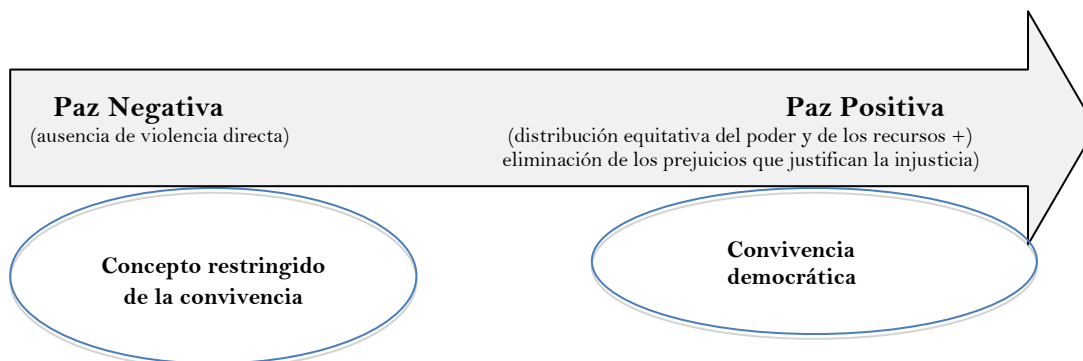 Paz Negativa
(ausencia de violencia directa)
Paz Positiva
(distribución equitativa del poder y de los recursos +)
eliminación de los prejuicios que justifican la injusticia)
Concepto restringido
de la convivencia
Convivencia
democrática